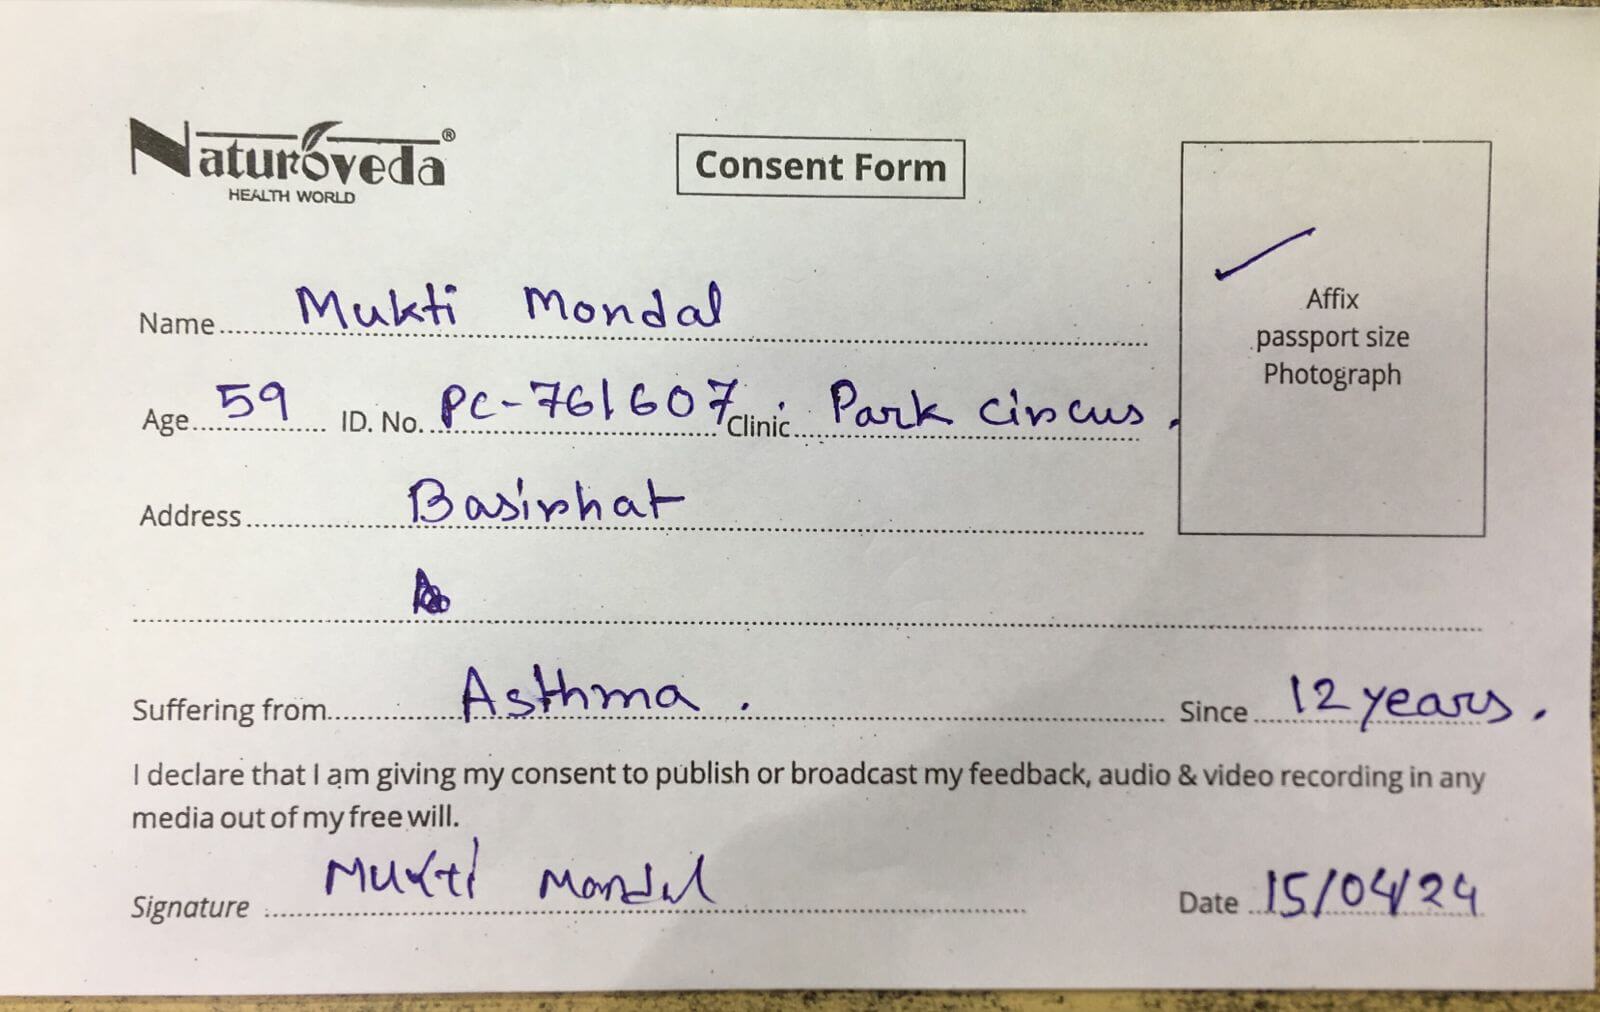 Naturoveda®
HEALTH WORLD
Consent Form
Affix
passport size
Photograph
Name Mukti Mondal
Age 59 ID. No. PC-761607 Clinic Park circus.
Address Basirhat
Suffering from Asthma. Since 12 years.
I declare that I am giving my consent to publish or broadcast my feedback, audio & video recording in any
media out of my free will.
Signature Mukti Mondal
Date 15/04/24